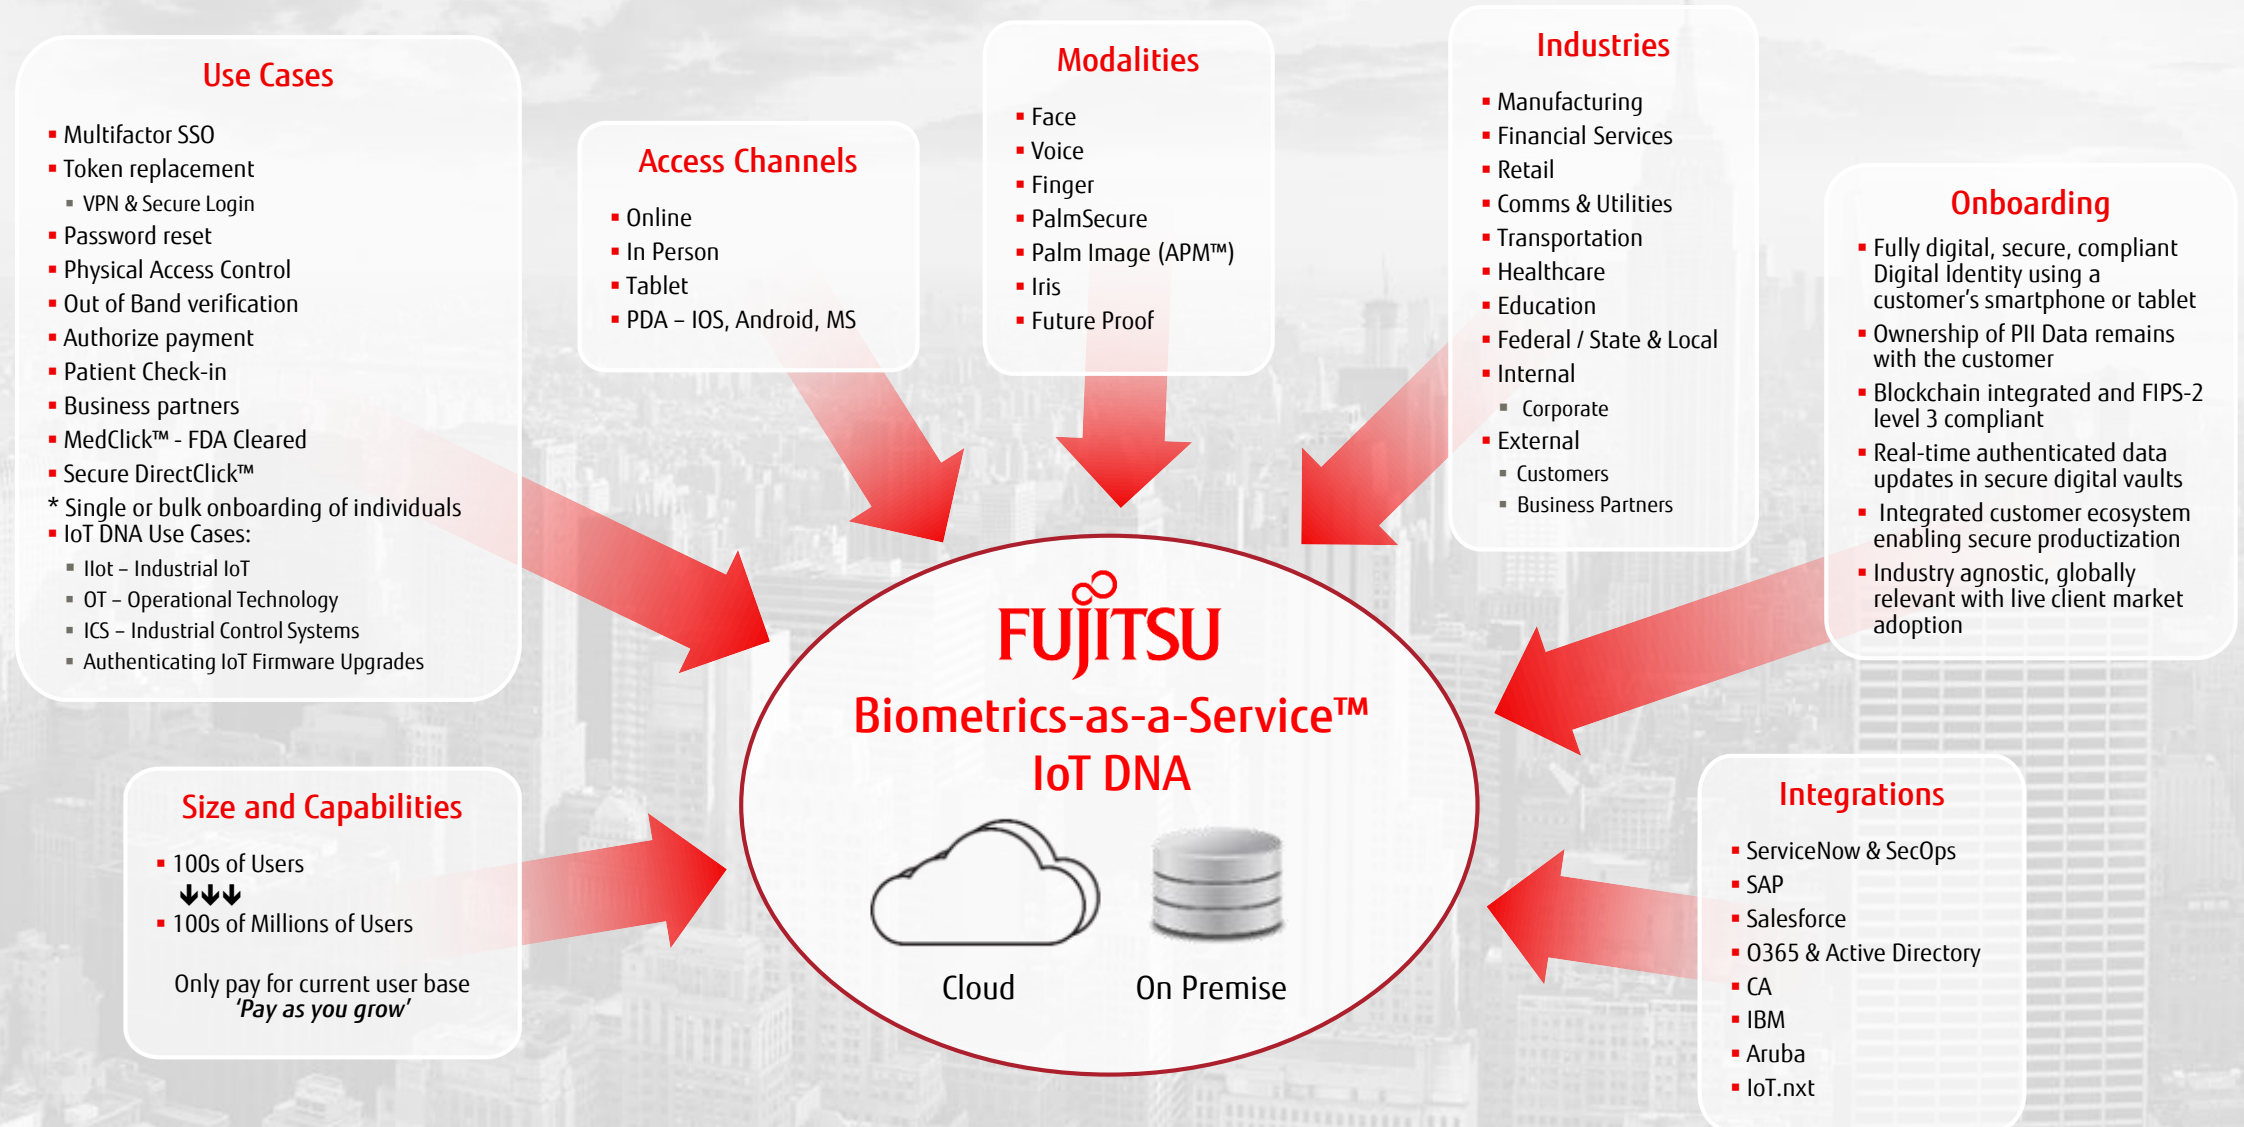 Use Cases
Multifactor SSO
Token replacement
VPN & Secure Login
Password reset
Physical Access Control
Out of Band verification
Authorize payment
Patient Check-in
Business partners
MedClick™ - FDA Cleared
Secure DirectClick™
* Single or bulk onboarding of individuals
IoT DNA Use Cases:
IIot – Industrial IoT
OT – Operational Technology
ICS – Industrial Control Systems
Authenticating IoT Firmware Upgrades
Access Channels
Online
In Person
Tablet
PDA – IOS, Android, MS
Modalities
Face
Voice
Finger
PalmSecure
Palm Image (APM™)
Iris
Future Proof
Industries
Manufacturing
Financial Services
Retail
Comms & Utilities
Transportation
Healthcare
Education
Federal / State & Local
Internal
Corporate
External
Customers
Business Partners
Onboarding
Fully digital, secure, compliant
Digital Identity using a
customer's smartphone or tablet
Ownership of PII Data remains
with the customer
Blockchain integrated and FIPS-2
level 3 compliant
Real-time authenticated data
updates in secure digital vaults
Integrated customer ecosystem
enabling secure productization
Industry agnostic, globally
relevant with live client market
adoption
Size and Capabilities
100s of Users
100s of Millions of Users
Only pay for current user base
'Pay as you grow'
FUJITSU
Biometrics-as-a-Service™
IoT DNA
Cloud
On Premise
Integrations
ServiceNow & SecOps
SAP
Salesforce
O365 & Active Directory
CA
IBM
Aruba
IoT.nxt